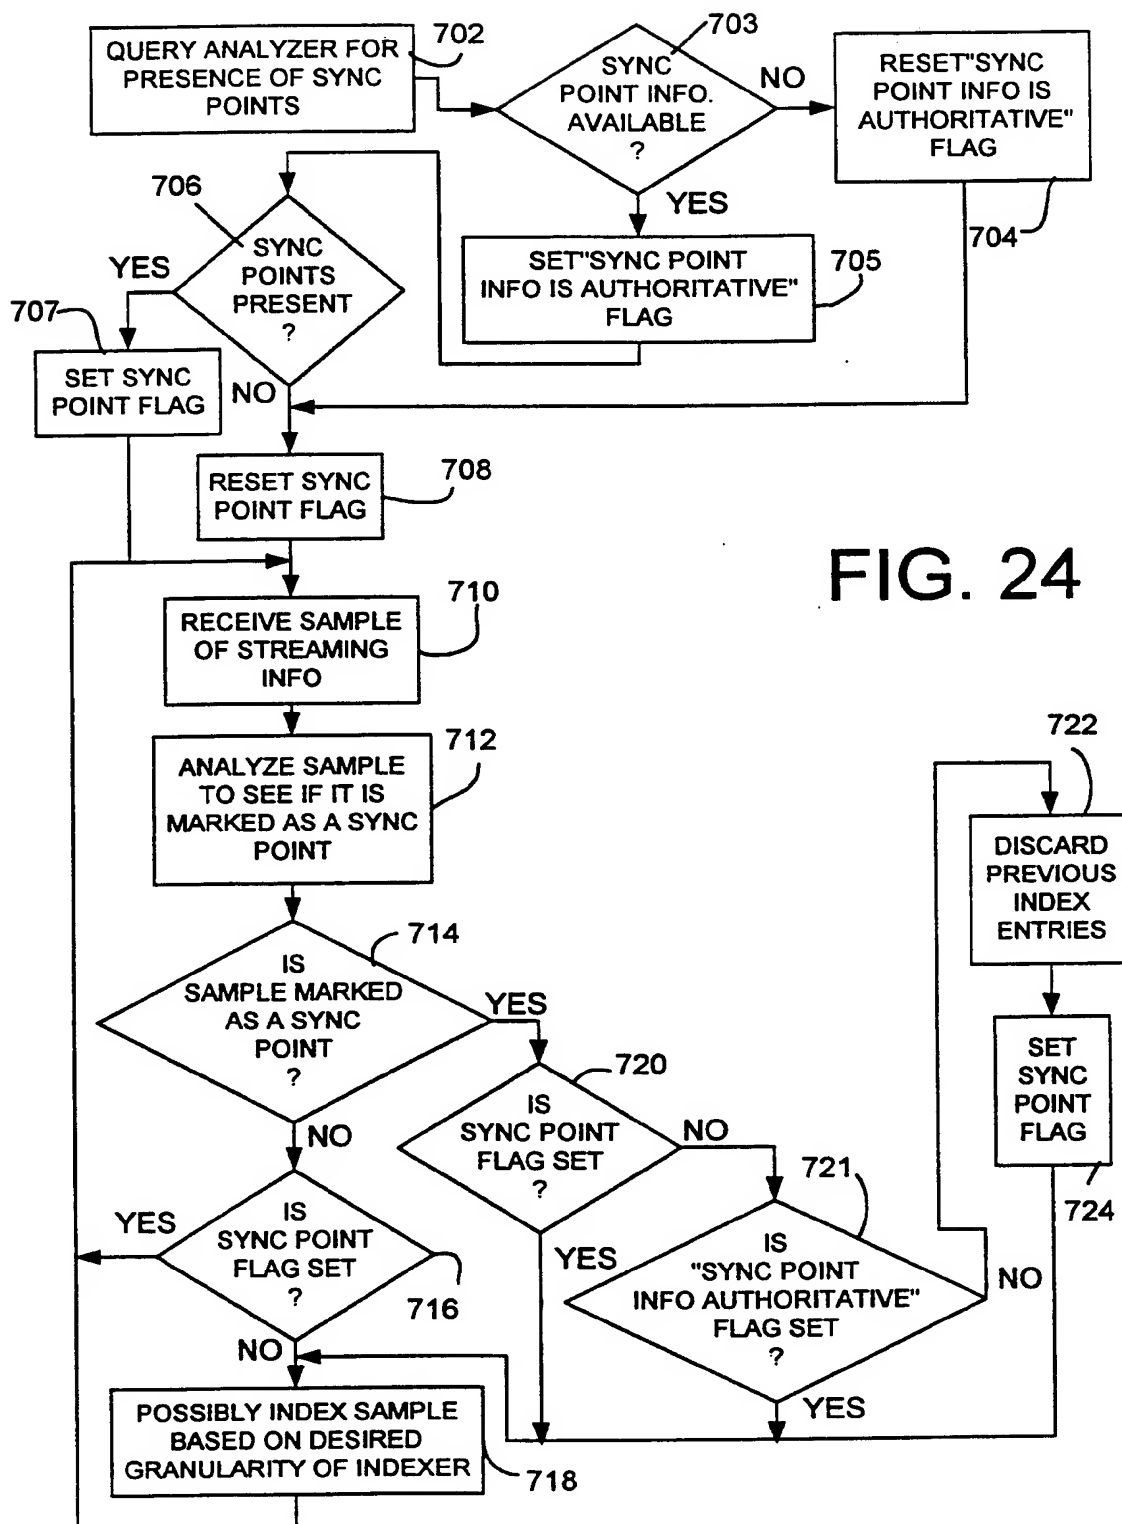 702
QUERY ANALYZER FOR
PRESENCE OF SYNC
POINTS
703
SYNC
POINT INFO.
AVAILABLE
?
NO
YES
RESET"SYNC
POINT INFO IS
AUTHORITATIVE"
FLAG
704
SET"SYNC POINT
INFO IS AUTHORITATIVE"
FLAG
705
706
SYNC
POINTS
PRESENT
?
YES
NO
707
SET SYNC
POINT FLAG
RESET SYNC
POINT FLAG
708
FIG. 24
RECEIVE SAMPLE
OF STREAMING
INFO
710
ANALYZE SAMPLE
TO SEE IF IT IS
MARKED AS A SYNC
POINT
712
IS
SAMPLE MARKED
AS A SYNC
POINT
?
714
YES
NO
IS
SYNC POINT
FLAG SET
?
716
YES
NO
POSSIBLY INDEX SAMPLE
BASED ON DESIRED
GRANULARITY OF INDEXER
718
IS
SYNC POINT
FLAG SET
?
720
NO
YES
IS
"SYNC POINT
INFO AUTHORITATIVE"
FLAG SET
?
721
NO
YES
722
DISCARD
PREVIOUS
INDEX
ENTRIES
SET
SYNC
POINT
FLAG
724